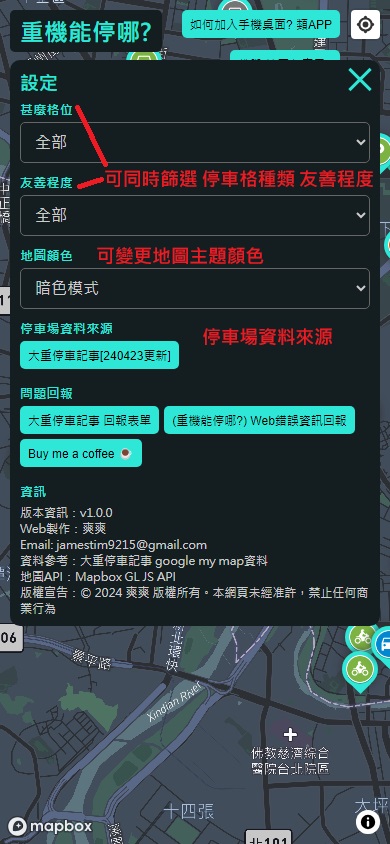 重機能停哪?
如何加入手機桌面? 類APP
設定
甚麼格位
全部
友善程度
可同時篩選 停車格種類 友善程度
全部
地圖顏色
可變更地圖主題顏色
暗色模式
停車場資料來源
停車場資料來源
大重停車記事[240423更新]
問題回報
大重停車記事 回報表單
(重機能停哪?) Web錯誤資訊回報
Buy me a coffee ☕
資訊
版本資訊：v1.0.0
Web製作：爽爽
Email: jamestim9215@gmail.com
資料參考：大重停車記事 google my map資料
地圖API：Mapbox GL JS API
版權宣告：© 2024 爽爽 版權所有。本網頁未經准許，禁止任何商
業行為
06
環快
泰平路
Xindian River
佛教慈濟綜合
醫院台北院區
十四張
大坪
mapbox
北101